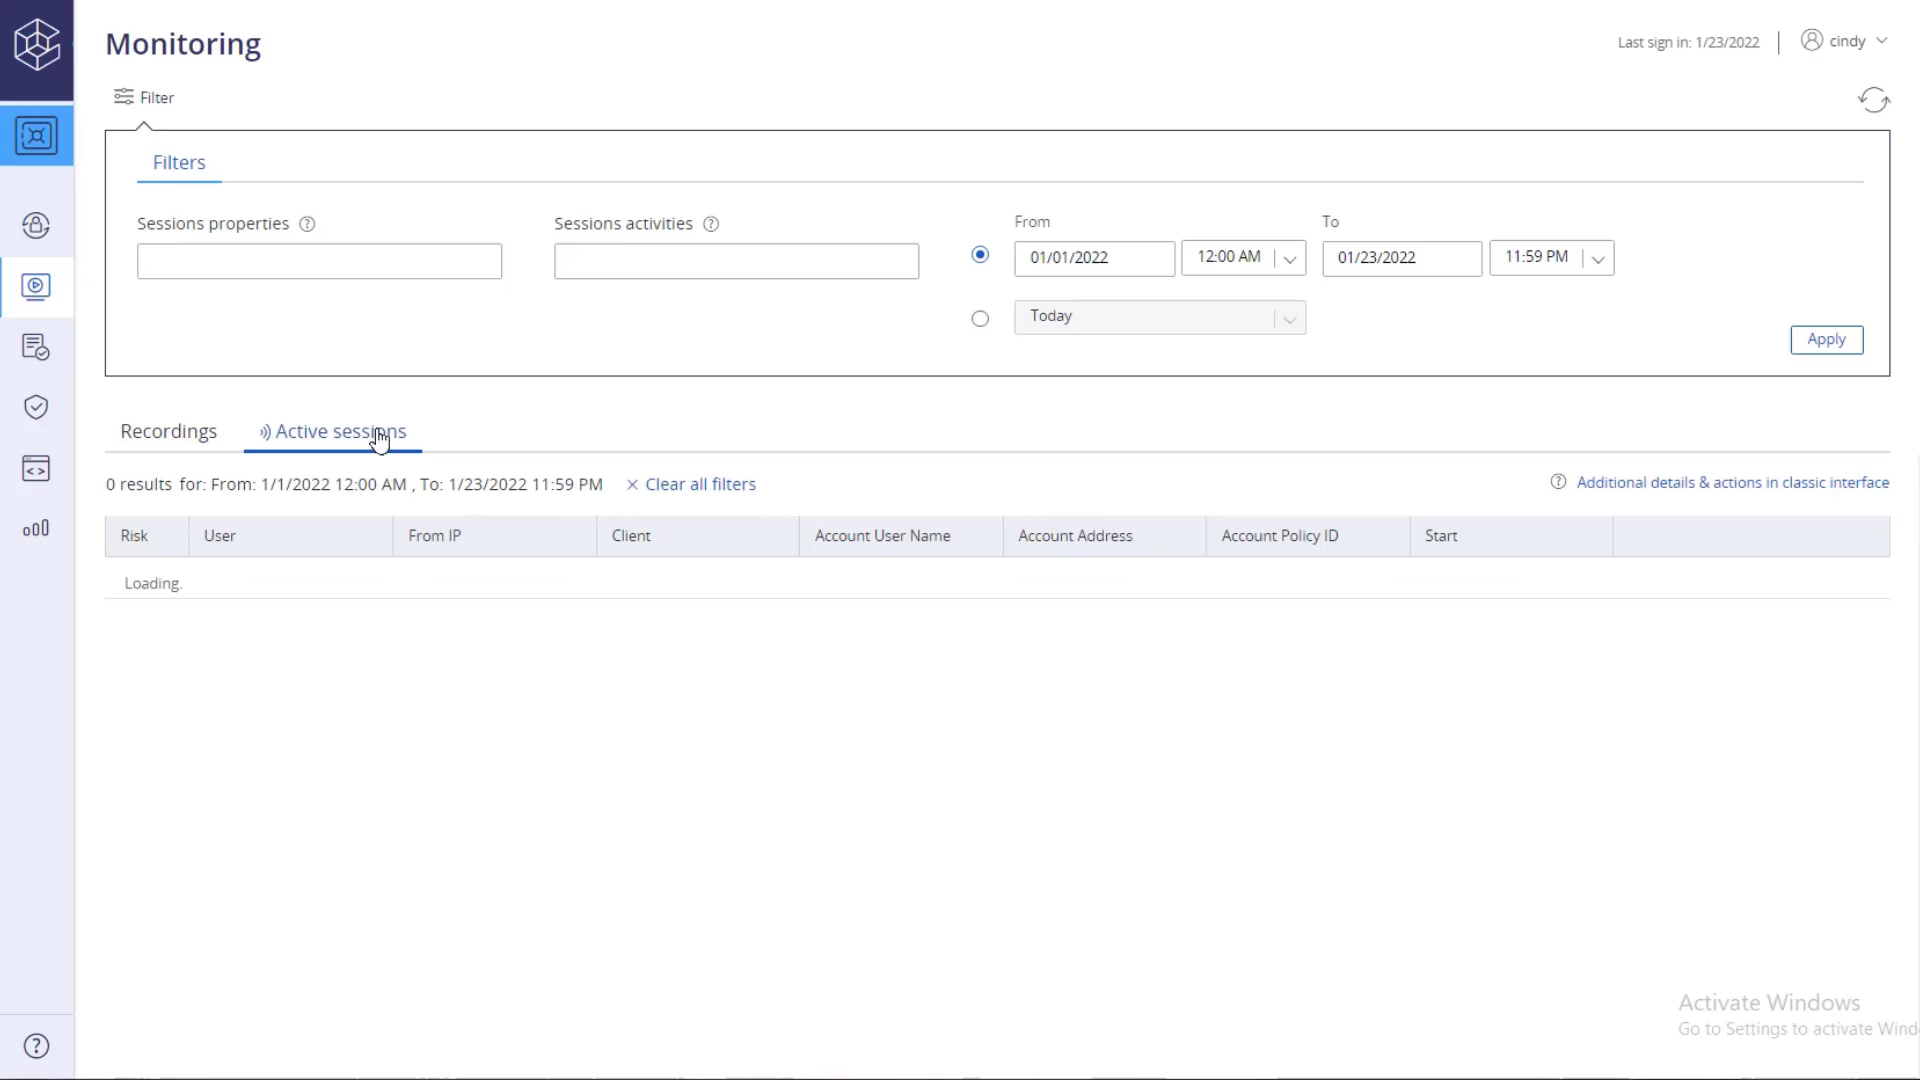 Monitoring
Last sign in: 1/23/2022
cindy
Filter
Filters
Sessions properties ?
Sessions activities ?
From
To
01/01/2022
12:00 AM
01/23/2022
11:59 PM
Today
Apply
Recordings
Active sessions
0 results for: From: 1/1/2022 12:00 AM , To: 1/23/2022 11:59 PM
× Clear all filters
? Additional details & actions in classic interface
Risk
User
From IP
Client
Account User Name
Account Address
Account Policy ID
Start
Loading.
Activate Windows
Go to Settings to activate Wind
?